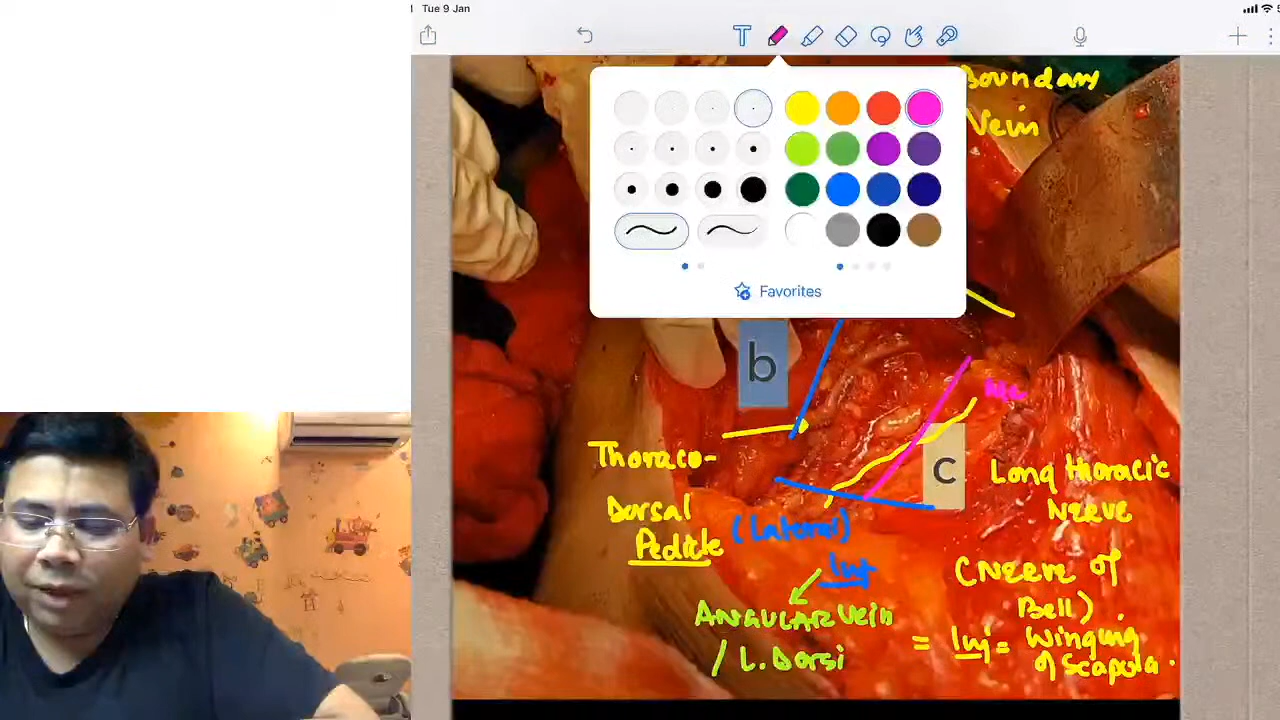 Tue 9 Jan
T
Boundary
Vein
Favorites
b
Thoraco-
Dorsal
Pedicle
(Lateral)
Inf
c
Long thoracic
Nerve
(Nerve of
Bell)
= Inj = Winging
of Scapula.
ANGULAR Vein
/ L. Dorsi